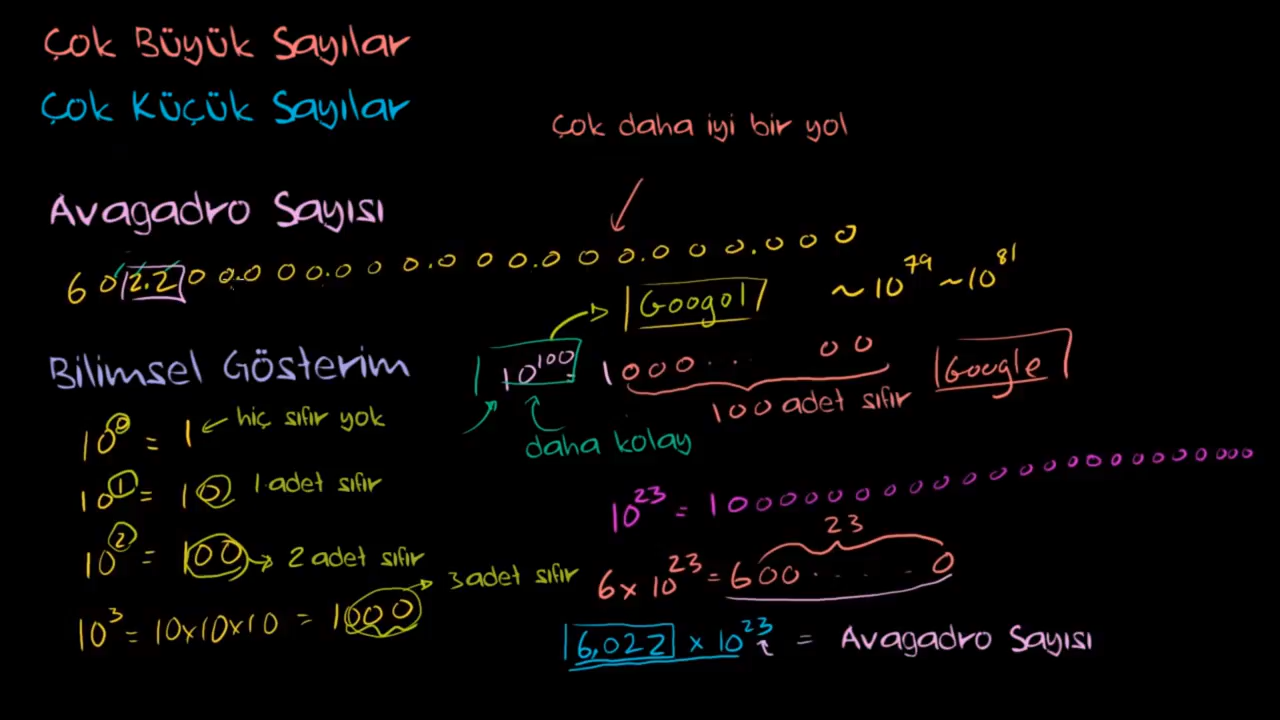 Çok Büyük Sayılar
Çok Küçük Sayılar
Çok daha iyi bir yol
Avagadro Sayısı
6 0 2.2 0 0.0 0 0.0 0 0.0 0 0.0 0 0.0 0 0.0 0 0
Googol
~10^79 ~10^81
Bilimsel Gösterim
10^100 = 1000... 00
Google
100 adet sıfır
daha kolay
10^0 = 1 ← hiç sıfır yok
10^1 = 10 1 adet sıfır
10^2 = 100 → 2 adet sıfır
10^3 = 10x10x10 = 1000 → 3 adet sıfır
10^23 = 100000000000000000000000
23
6 x 10^23 = 600.....0
6,022 x 10^23 = Avagadro Sayısı